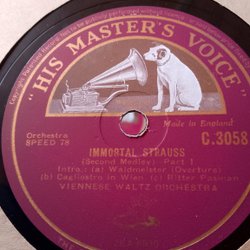 "HIS MASTER'S VOICE"
Made in England.
Orchestra
SPEED 78
C.3058
IMMORTAL STRAUSS
(Second Medley) - Part 1
Intro.: (a) Waldmeister (Overture)
(b) Cagliostro in Wien (c) Ritter Pasman
VIENNESE WALTZ ORCHESTRA